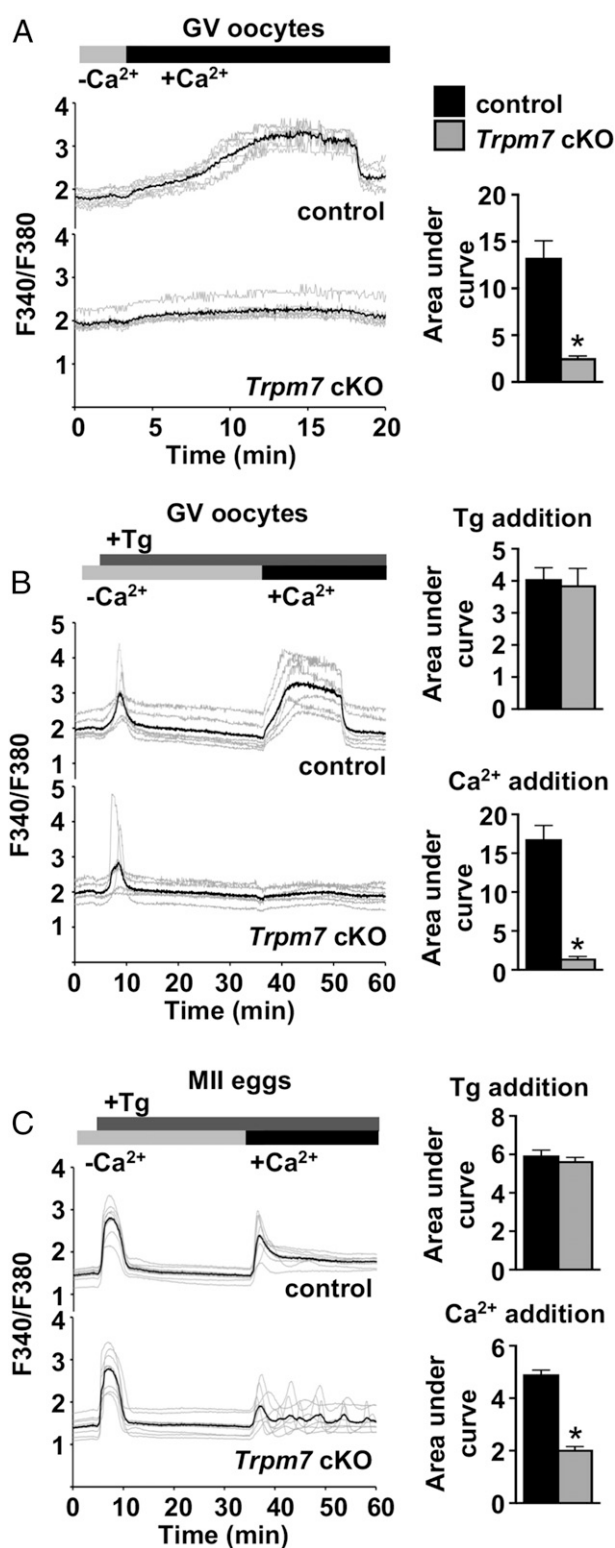 A
GV oocytes
-Ca²⁺ +Ca²⁺
4
3
2
1
control
4
3
2
1
Trpm7 cKO
F340/F380
0 5 10 15 20
Time (min)
control
Trpm7 cKO
Area under curve
15
10
5
0
*
B
GV oocytes
+Tg
-Ca²⁺ +Ca²⁺
5
4
3
2
1
control
5
4
3
2
1
Trpm7 cKO
F340/F380
0 10 20 30 40 50 60
Time (min)
Tg addition
Area under curve
5
4
3
2
1
0
Ca²⁺ addition
Area under curve
20
15
10
5
0
*
C
MII eggs
+Tg
-Ca²⁺ +Ca²⁺
4
3
2
1
control
4
3
2
1
Trpm7 cKO
F340/F380
0 10 20 30 40 50 60
Time (min)
Tg addition
Area under curve
8
6
4
2
0
Ca²⁺ addition
Area under curve
6
4
2
0
*